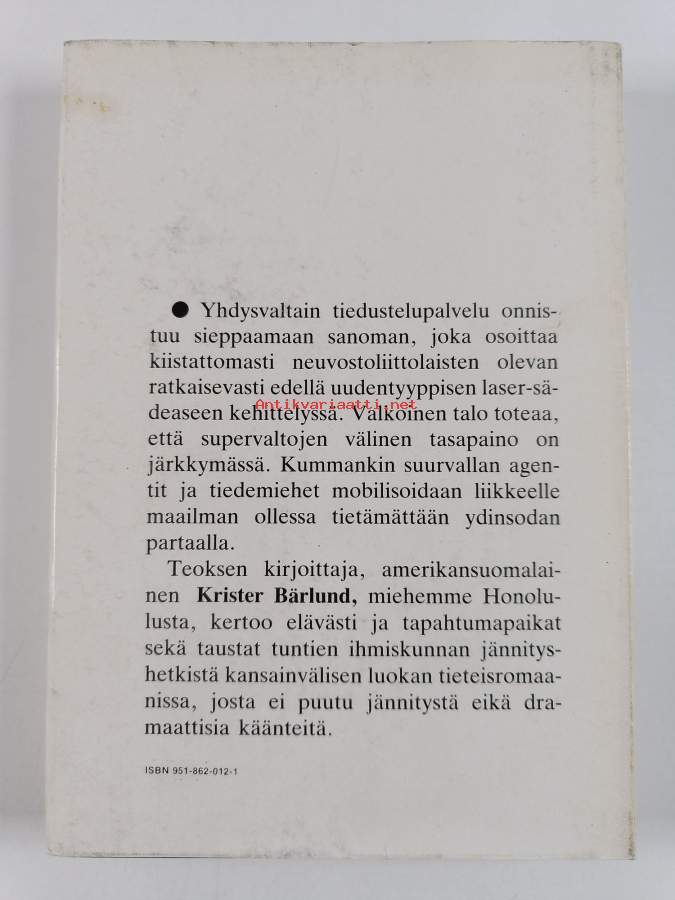 ● Yhdysvaltain tiedustelupalvelu onnis-
tuu sieppaamaan sanoman, joka osoittaa
kiistattomasti neuvostoliittolaisten olevan
ratkaisevasti edellä uudentyyppisen laser-sä-
deaseen kehittelyssä. Valkoinen talo toteaa,
Antikvariaatti.net
että supervaltojen välinen tasapaino on
järkkymässä. Kummankin suurvallan agen-
tit ja tiedemiehet mobilisoidaan liikkeelle
maailman ollessa tietämättään ydinsodan
partaalla.
Teoksen kirjoittaja, amerikansuomalai-
nen Krister Bärlund, miehemme Honolu-
lusta, kertoo elävästi ja tapahtumapaikat
sekä taustat tuntien ihmiskunnan jännitys-
hetkistä kansainvälisen luokan tieteisromaa-
nissa, josta ei puutu jännitystä eikä dra-
maattisia käänteitä.
ISBN 951-862-012-1